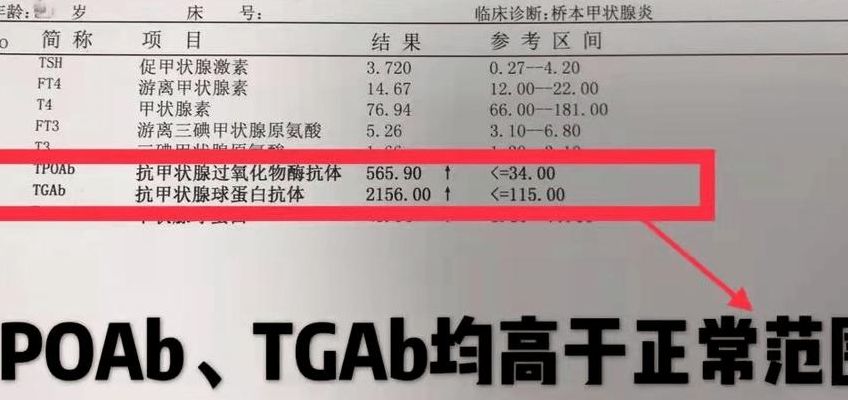 年龄: 岁 床 号: 临床诊断:桥本甲状腺炎
简 称 项 目 结 果 参 考 区 间
TSH 促甲状腺激素 3.720 0.27--4.20
FT4 游离甲状腺素 14.67 12.00--22.00
T4 甲状腺素 76.94 66.00--181.00
FT3 游离三碘甲状腺原氨酸 5.26 3.10--6.80
TPOAb 抗甲状腺过氧化物酶抗体 565.90 ↑ <=34.00
TGAb 抗甲状腺球蛋白抗体 2156.00 ↑ <=115.00
POAb、TGAb均高于正常范围